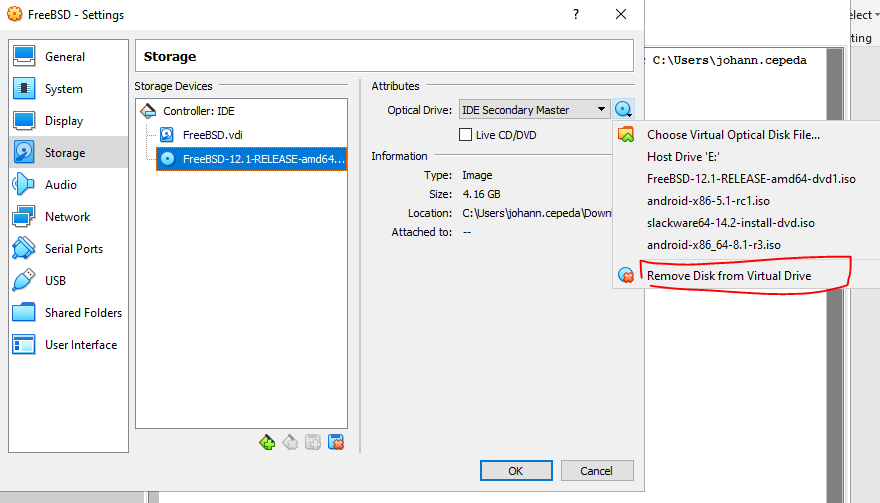 FreeBSD - Settings
?
elect
ting
General
System
Display
Storage
Audio
Network
Serial Ports
USB
Shared Folders
User Interface
Storage
Storage Devices
Controller: IDE
FreeBSD.vdi
FreeBSD-12.1-RELEASE-amd64...
Attributes
Optical Drive: IDE Secondary Master
Live CD/DVD
Information
Type: Image
Size: 4.16 GB
Location: C:\Users\johann.cepeda\Down
Attached to: --
OK
Cancel
C:\Users\johann.cepeda
Choose Virtual Optical Disk File...
Host Drive 'E:'
FreeBSD-12.1-RELEASE-amd64-dvd1.iso
android-x86-5.1-rc1.iso
slackware64-14.2-install-dvd.iso
android-x86_64-8.1-r3.iso
Remove Disk from Virtual Drive